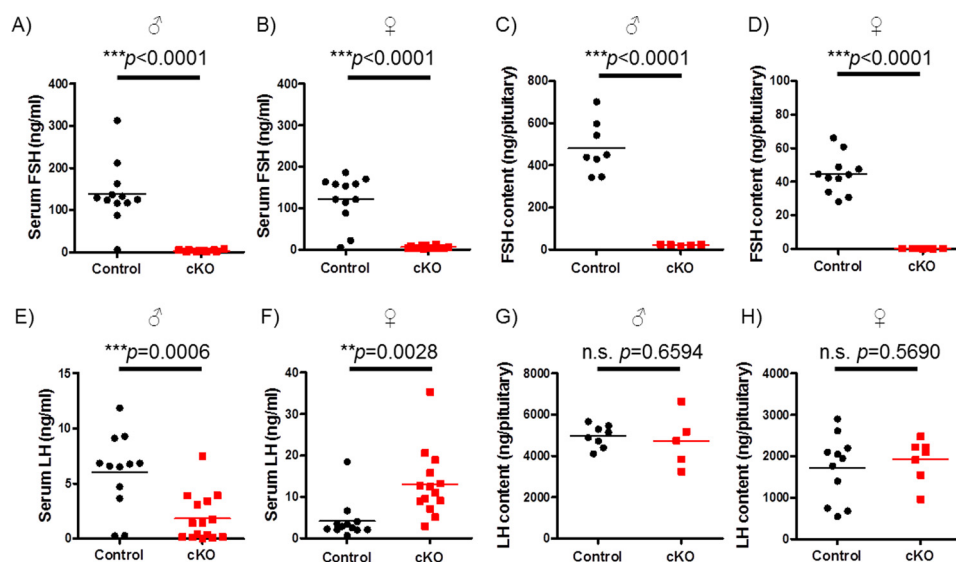 A) ♂
***p<0.0001
Serum FSH (ng/ml)
400
300
200
100
0
Control cKO
B) ♀
***p<0.0001
Serum FSH (ng/ml)
400
300
200
100
0
Control cKO
C) ♂
***p<0.0001
FSH content (ng/pituitary)
800
600
400
200
0
Control cKO
D) ♀
***p<0.0001
FSH content (ng/pituitary)
100
80
60
40
20
0
Control cKO
E) ♂
***p=0.0006
Serum LH (ng/ml)
15
10
5
0
Control cKO
F) ♀
**p=0.0028
Serum LH (ng/ml)
40
30
20
10
0
Control cKO
G) ♂
n.s. p=0.6594
LH content (ng/pituitary)
8000
6000
4000
2000
0
Control cKO
H) ♀
n.s. p=0.5690
LH content (ng/pituitary)
4000
3000
2000
1000
0
Control cKO